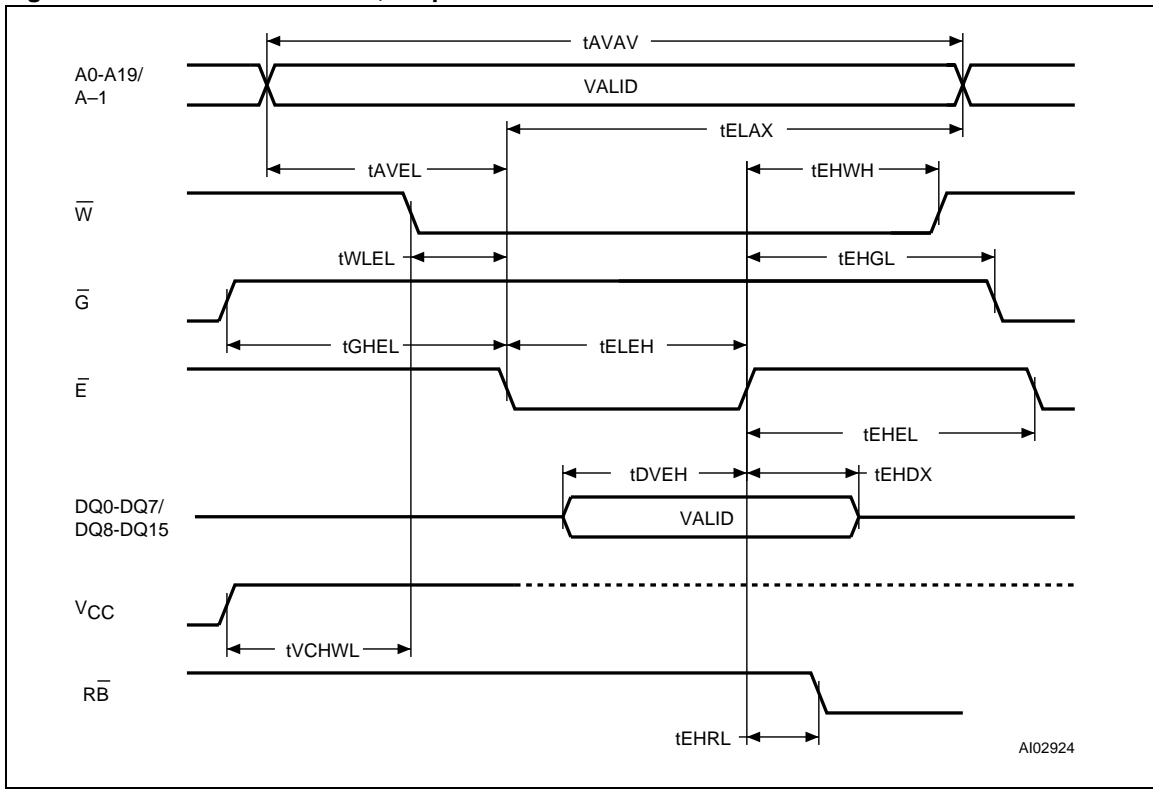 tAVAV
A0-A19/
A–1
VALID
tELAX
tAVEL
tEHWH
W̅
tWLEL
tEHGL
G̅
tGHEL
tELEH
E̅
tEHEL
tDVEH
tEHDX
DQ0-DQ7/
DQ8-DQ15
VALID
VCC
tVCHWL
RB̅
tEHRL
AI02924